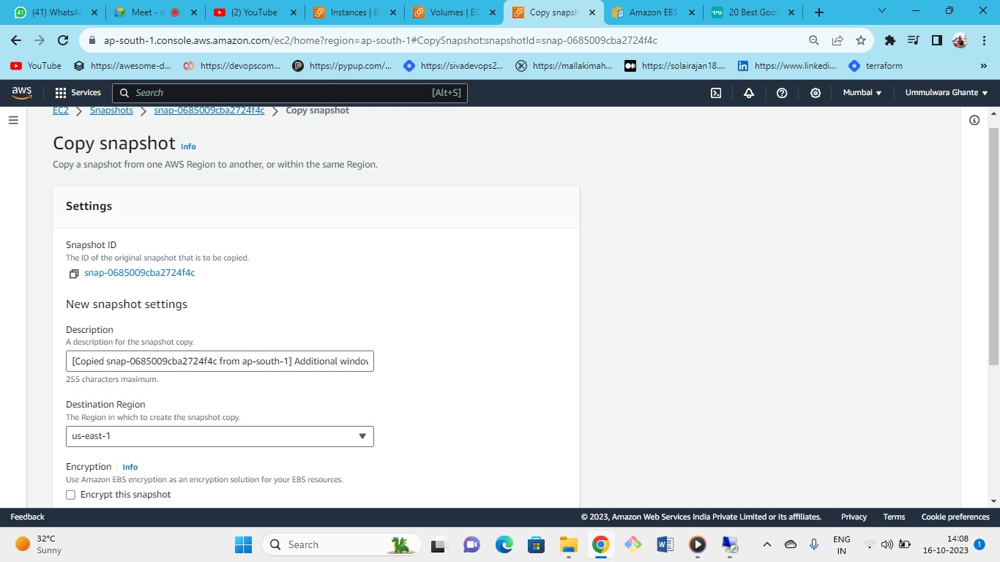 (41) WhatsA
Meet - d
(2) YouTube
Instances | E
Volumes | EC
Copy snapsh
Amazon EBS
20 Best Goo
ap-south-1.console.aws.amazon.com/ec2/home?region=ap-south-1#CopySnapshot:snapshotId=snap-0685009cba2724f4c
YouTube
https://awesome-d...
https://devopscom...
https://pypup.com/...
https://sivadevops2...
https://mallakimah...
https://solairajan18....
https://www.linkedi...
terraform
aws
Services
Search
[Alt+S]
Mumbai
Ummulwara Ghante
EC2
Snapshots
snap-0685009cba2724f4c
Copy snapshot
Copy snapshot Info
Copy a snapshot from one AWS Region to another, or within the same Region.
Settings
Snapshot ID
The ID of the original snapshot that is to be copied.
snap-0685009cba2724f4c
New snapshot settings
Description
A description for the snapshot copy.
[Copied snap-0685009cba2724f4c from ap-south-1] Additional window
255 characters maximum.
Destination Region
The Region in which to create the snapshot copy.
us-east-1
Encryption Info
Use Amazon EBS encryption as an encryption solution for your EBS resources.
Encrypt this snapshot
Feedback
© 2023, Amazon Web Services India Private Limited or its affiliates.
Privacy
Terms
Cookie preferences
32°C
Sunny
Search
ENG
IN
14:08
16-10-2023
1